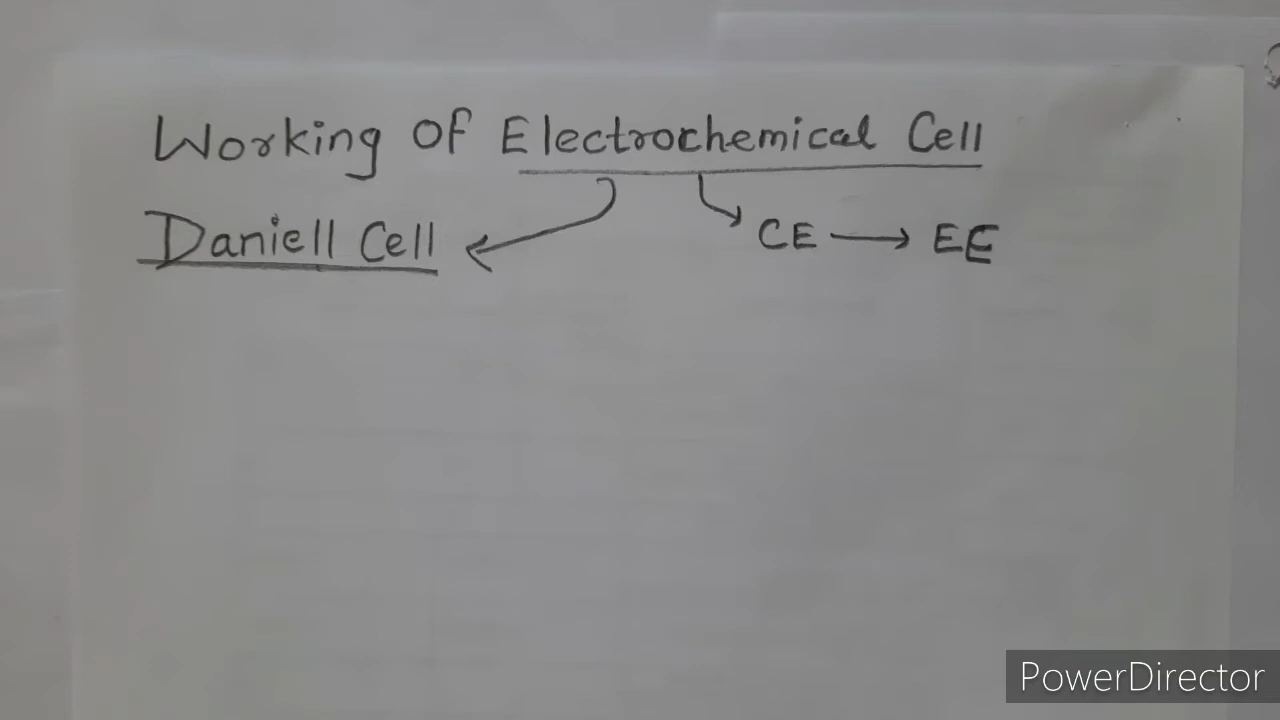 Working Of Electrochemical Cell
Daniell Cell
CE → EE
PowerDirector